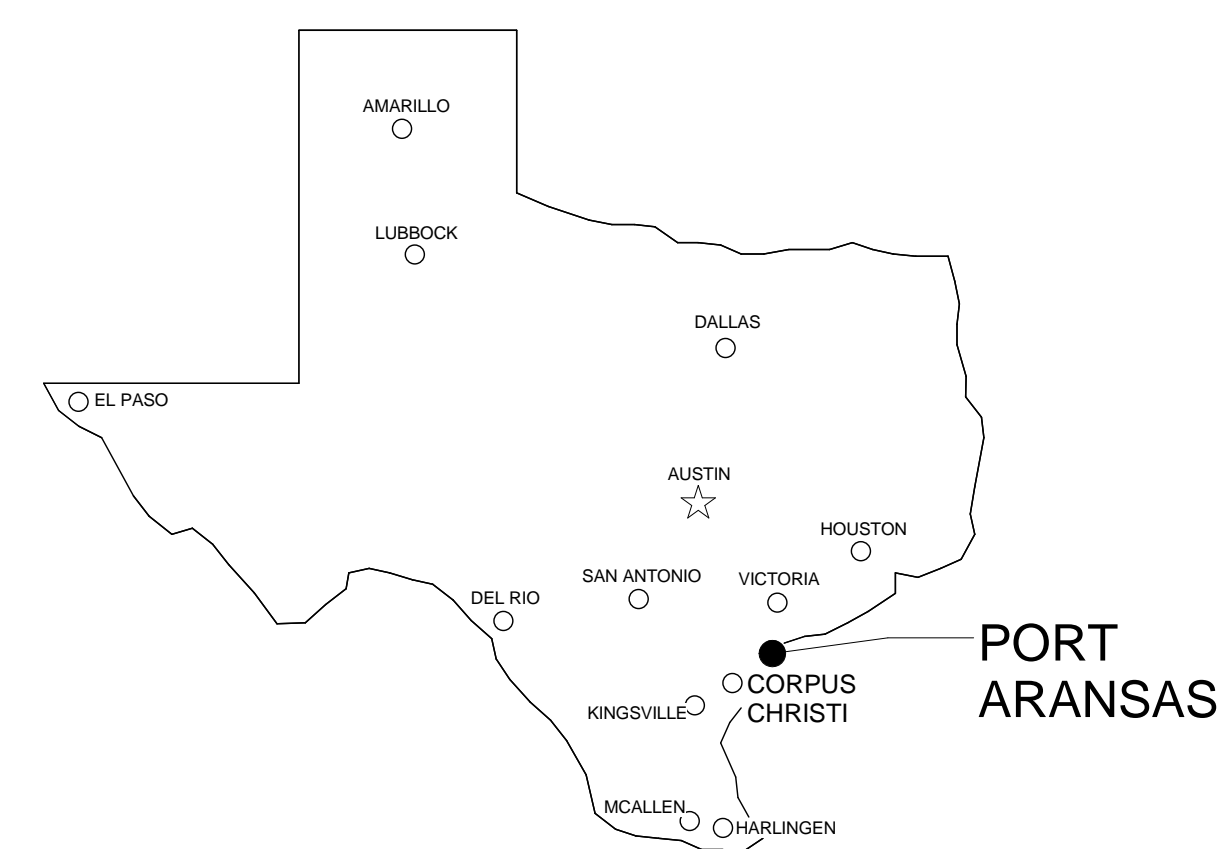 AMARILLO
LUBBOCK
DALLAS
EL PASO
AUSTIN
HOUSTON
SAN ANTONIO
VICTORIA
DEL RIO
PORT
ARANSAS
CORPUS
CHRISTI
KINGSVILLE
MCALLEN
HARLINGEN